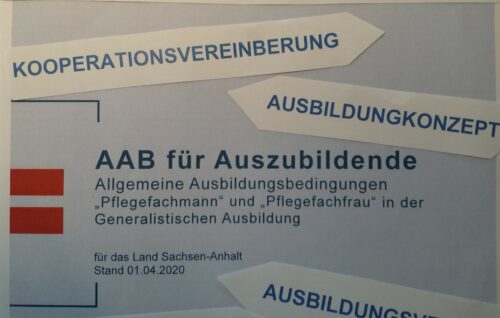 KOOPERATIONSVEREINBERUNG
AUSBILDUNGKONZEPT
AAB für Auszubildende
Allgemeine Ausbildungsbedingungen
„Pflegefachmann“ und „Pflegefachfrau“ in der
Generalistischen Ausbildung
für das Land Sachsen-Anhalt
Stand 01.04.2020